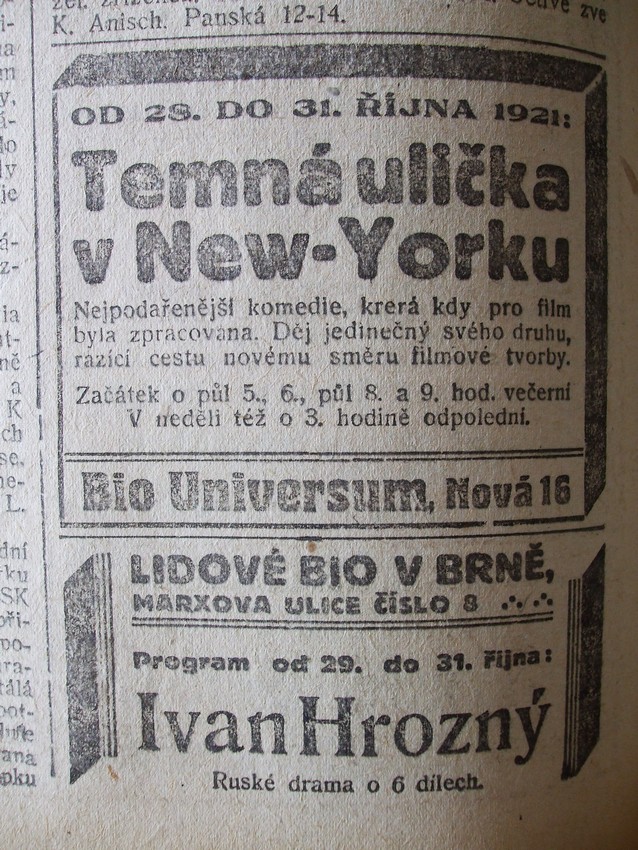 K. Anisch. Panská 12-14.
OD 28. DO 31. ŘÍJNA 1921:
Temná ulička
v New-Yorku
Nejpodařenější komedie, krerá kdy pro film
byla zpracována. Děj jedinečný svého druhu,
razící cestu novému směru filmové tvorby.
Začátek o půl 5., 6., půl 8. a 9. hod. večerní
V neděli též o 3. hodině odpolední.
Bio Universum, Nová 16
LIDOVÉ BIO V BRNĚ,
MARXOVA ULICE ČÍSLO 8
Program od 29. do 31. října:
Ivan Hrozný
Ruské drama o 6 dílech.